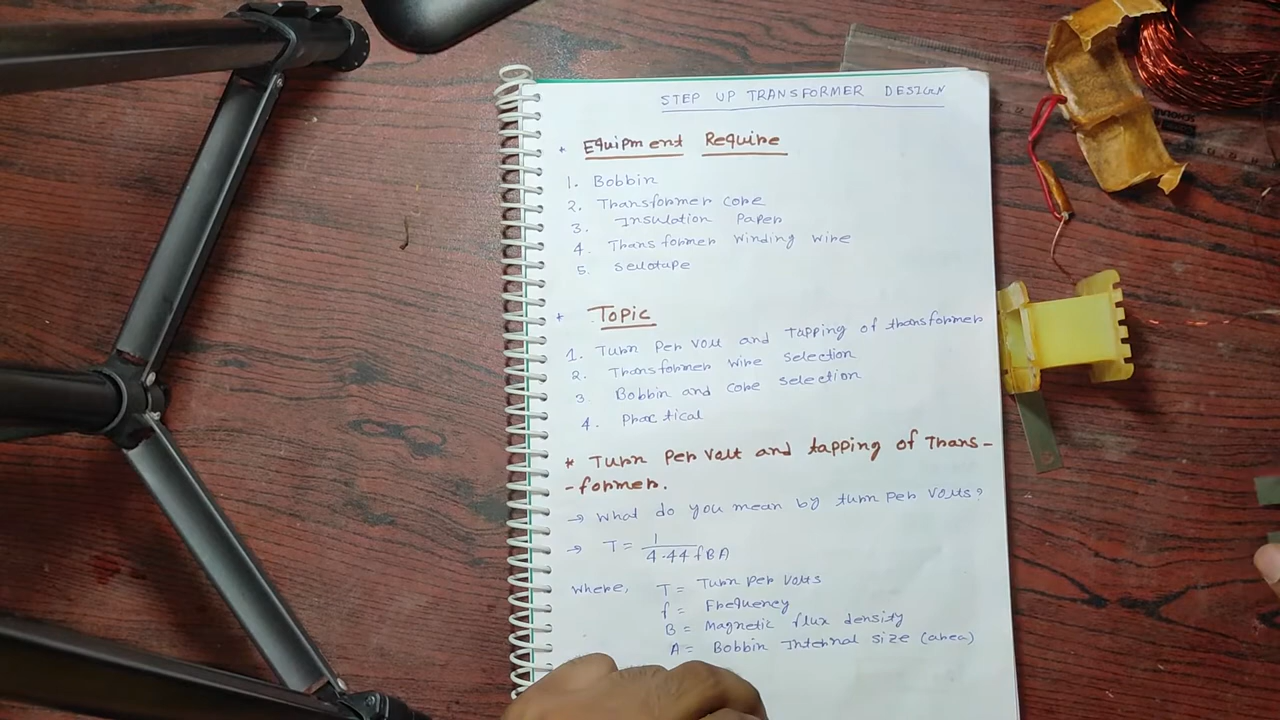 STEP UP TRANSFORMER DESIGN
* Equipment Require
1. Bobbin
2. Transformer core
3. Insulation Paper
4. Transformer winding wire
5. Sellotape
* Topic
1. Turn per volt and tapping of transformer
2. Transformer wire selection
3. Bobbin and core selection
4. Practical
* Turn per volt and tapping of Trans-
-former.
→ What do you mean by turn per volts?
→ T = 1/4.44fBA
where, T = Turn per volts
f = Frequency
B = Magnetic flux density
A = Bobbin Internal size (area)